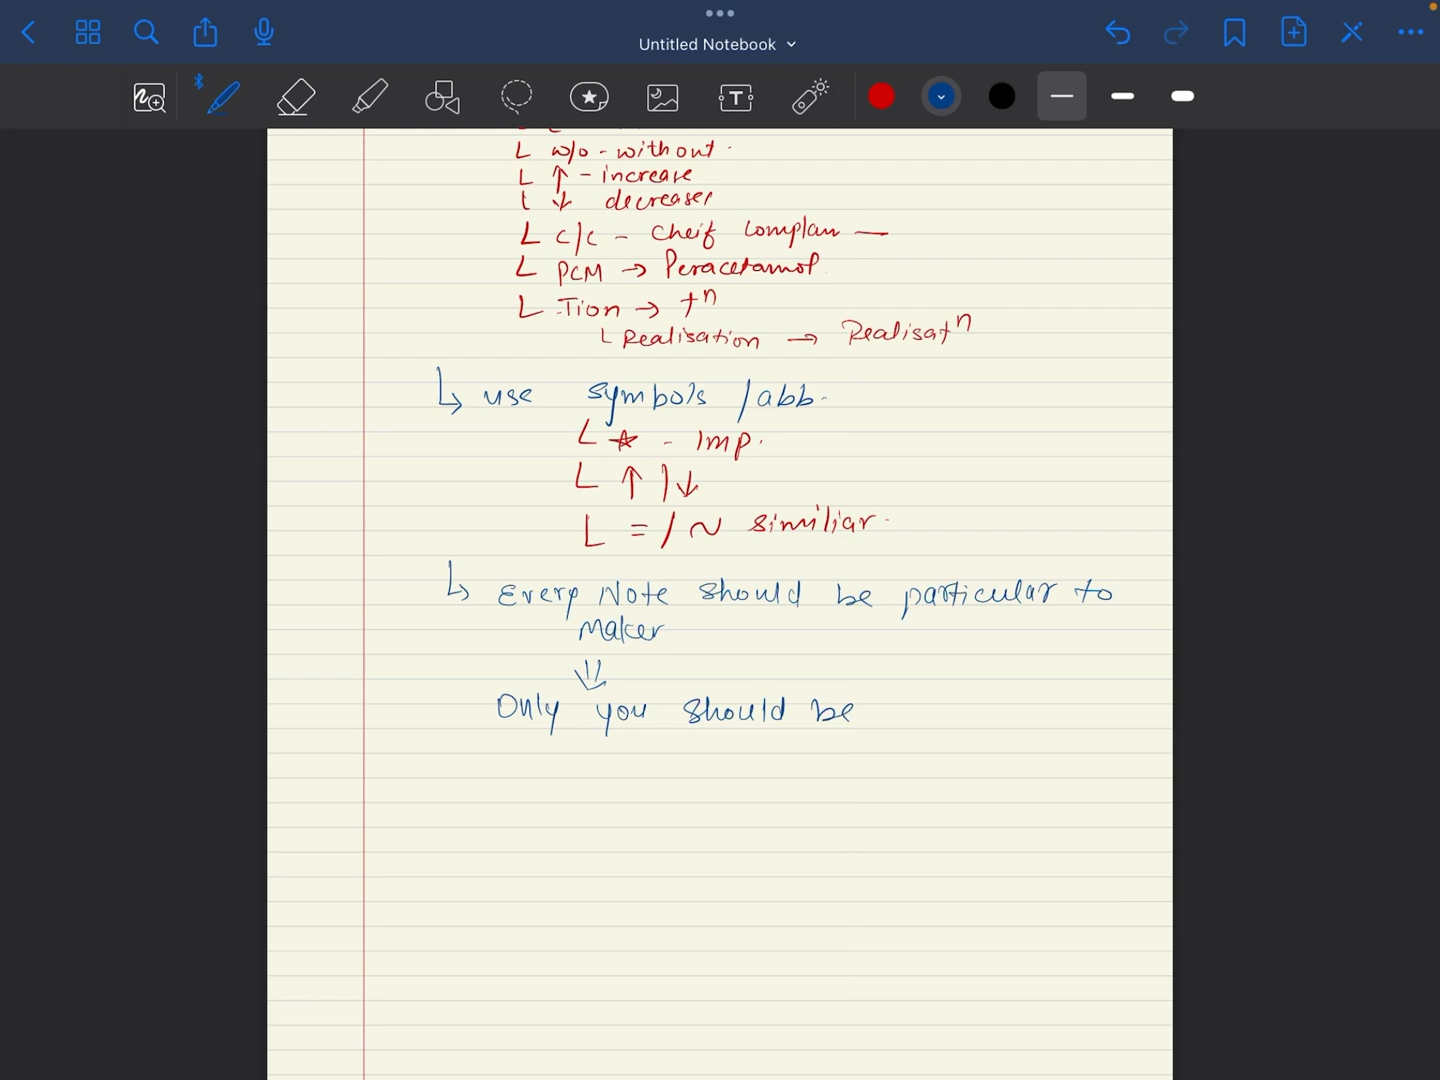 Untitled Notebook
w/o - without
↑ - increase
↓ decreases
c/c - Cheif Complan —
PCM → Peracetamol
-Tion → tⁿ
Realisation → Realisatⁿ
use symbols /abb.
★ - Imp.
↑ / ↓
= / ~ similiar
Every Note should be particular to
Maker
⇓
Only you should be